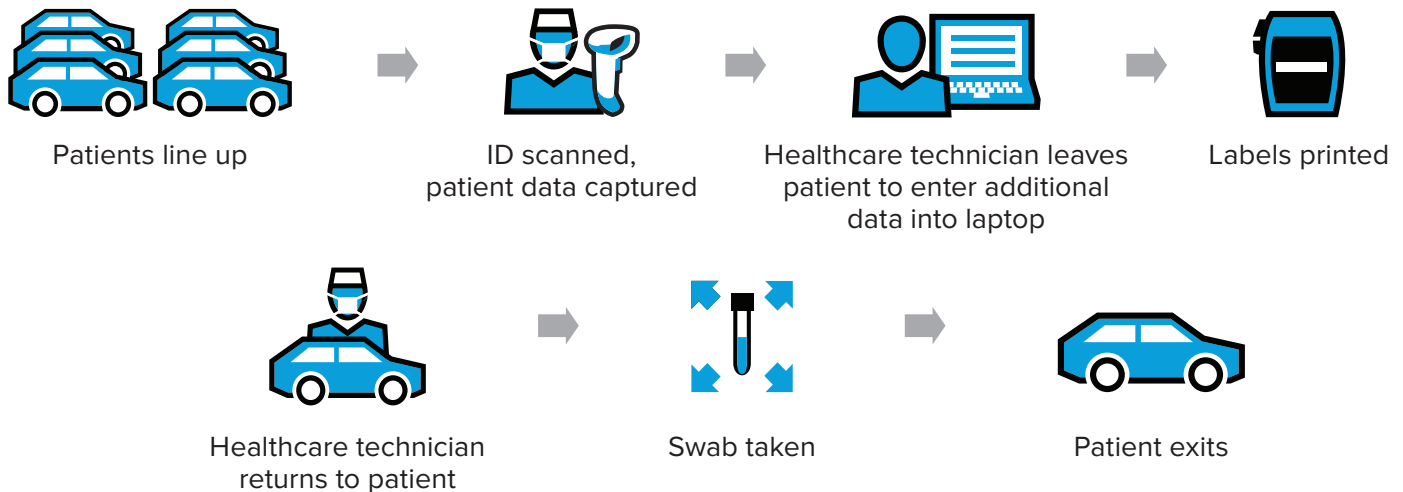 Patients line up
ID scanned,
patient data captured
Healthcare technician leaves
patient to enter additional
data into laptop
Labels printed
Healthcare technician
returns to patient
Swab taken
Patient exits